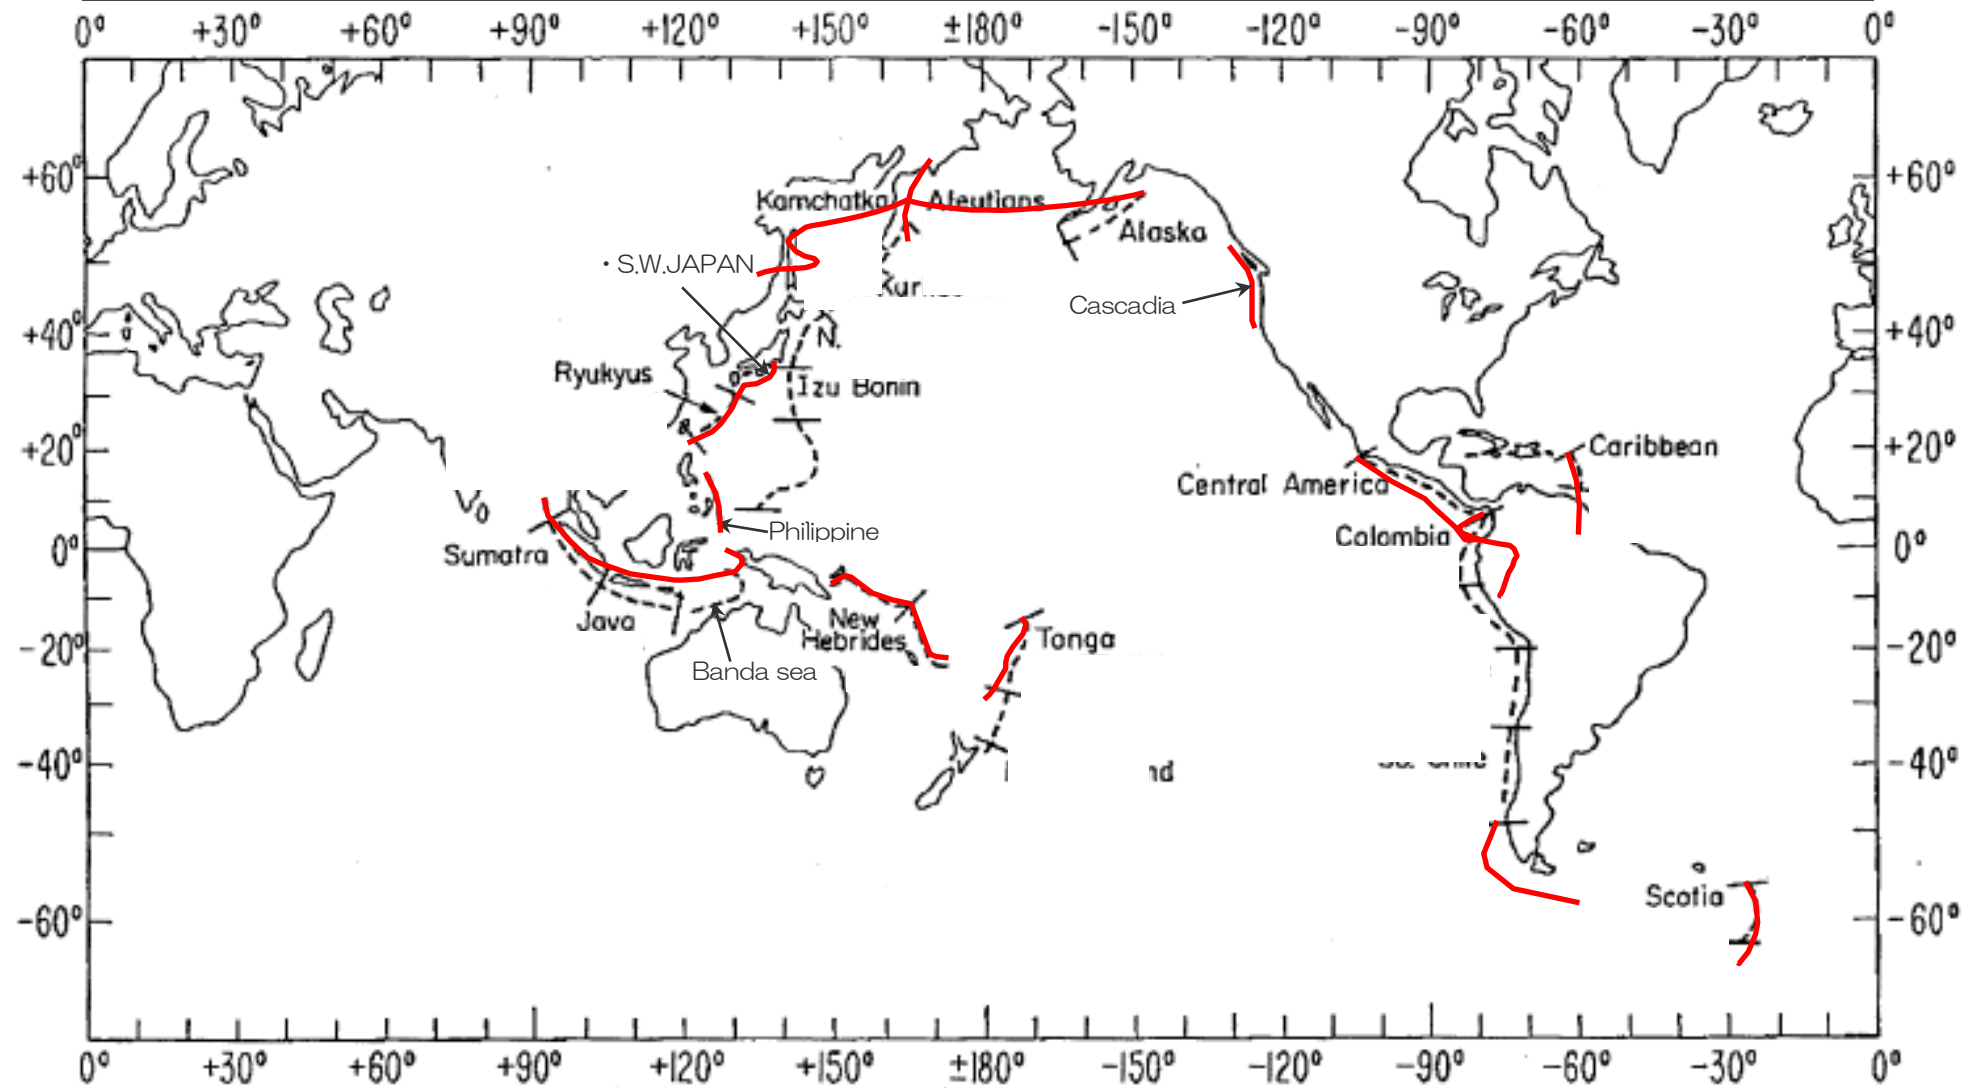 0° +30° +60° +90° +120° +150° ±180° -150° -120° -90° -60° -30° 0°
+60° +60°
Kamchatka Aleutians
Alaska
• S.W.JAPAN
Kur
Cascadia
+40° +40°
N.
Ryukyus
Izu Bonin
+20° +20°
Caribbean
Central America
Philippine
Colombia
0° 0°
Sumatra
Java
New
Hebrides
Tonga
-20° -20°
Banda sea
-40° -40°
nd
Scotia
-60° -60°
0° +30° +60° +90° +120° +150° ±180° -150° -120° -90° -60° -30° 0°